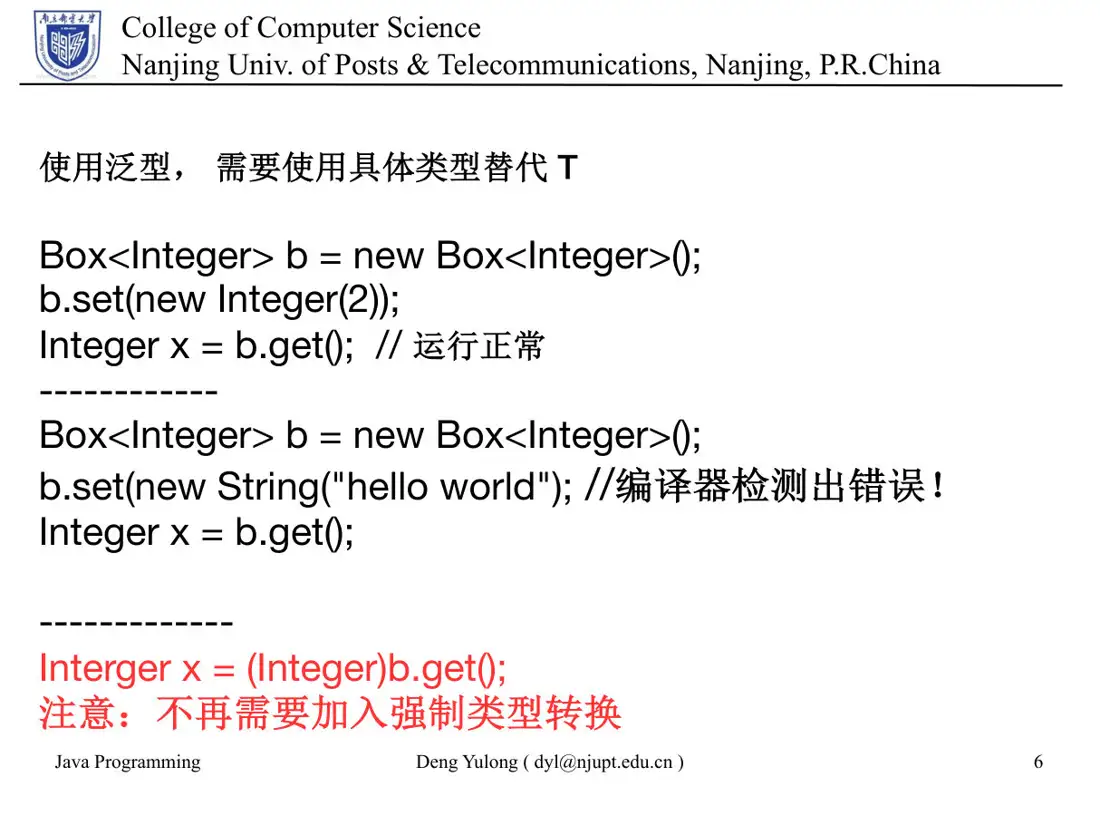 College of Computer Science
Nanjing Univ. of Posts & Telecommunications, Nanjing, P.R.China
使用泛型， 需要使用具体类型替代 T
Box<Integer> b = new Box<Integer>();
b.set(new Integer(2));
Integer x = b.get();  // 运行正常
------------
Box<Integer> b = new Box<Integer>();
b.set(new String("hello world"); //编译器检测出错误！
Integer x = b.get();
-------------
Interger x = (Integer)b.get();
注意：不再需要加入强制类型转换
Java Programming
Deng Yulong ( dyl@njupt.edu.cn )
6